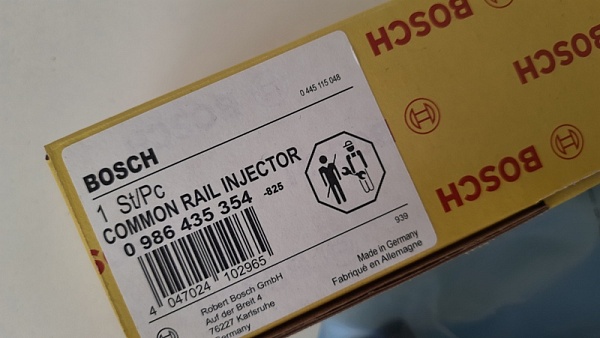 BOSCH
BOSCH
BOSCH
0 445 115 048
BOSCH
1 St/Pc
COMMON RAIL INJECTOR
0 986 435 354 -825
4 047024 102965
939
Robert Bosch GmbH
Auf der Breit 4
76227 Karlsruhe
Germany
Made in Germany
Fabriqué en Allemagne